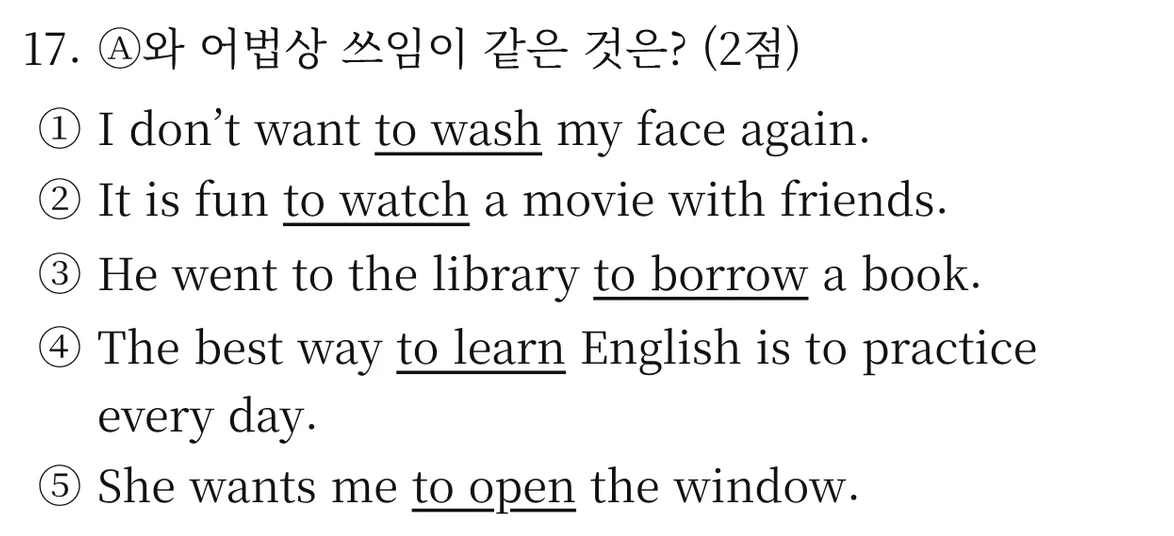 17. Ⓐ와 어법상 쓰임이 같은 것은? (2점)
① I don’t want to wash my face again.
② It is fun to watch a movie with friends.
③ He went to the library to borrow a book.
④ The best way to learn English is to practice
every day.
⑤ She wants me to open the window.